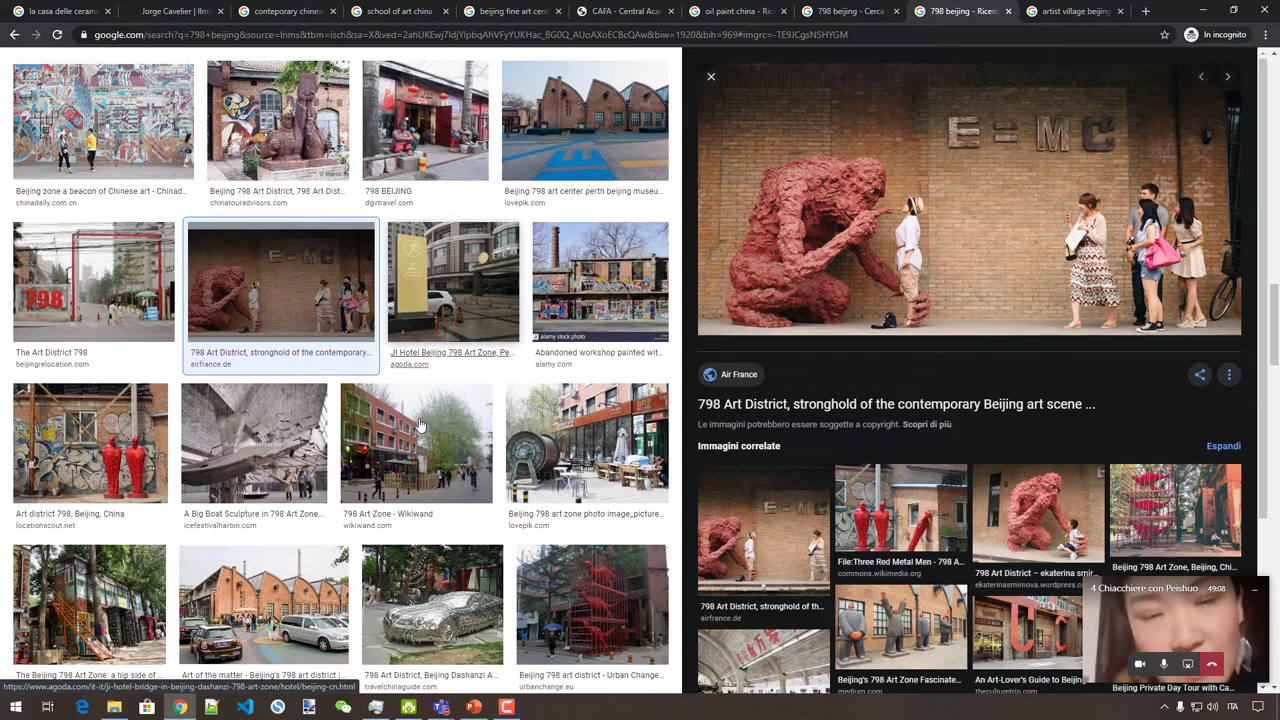 la casa delle ceramic
Jorge Cavelier | Ilmi
conteporary chinese
school of art china
beijing fine art cent
CAFA - Central Aca
oil paint china - Ric
798 beijing - Cerca
798 beijing - Ricerc
artist village beijing
google.com/search?q=798+beijing&source=lnms&tbm=isch&sa=X&ved=2ahUKEwj7ldjYlpbqAhVFyYUKHac_BG0Q_AUoAXoECBcQAw&biw=1920&bih=969#imgrc=-TE9JCgsNSHYGM
In incognito
E=MC
Beijing zone a beacon of Chinese art - Chinad...
chinadaily.com.cn
Beijing 798 Art District, 798 Art Dist...
chinatouradvisors.com
798 BEIJING
dgvtravel.com
Beijing 798 art center perth beijing museu...
lovepik.com
798
The Art District 798
beijingrelocation.com
E=MC
798 Art District, stronghold of the contemporary...
airfrance.de
JI Hotel Beijing 798 Art Zone, Pe...
agoda.com
alamy stock photo
Abandoned workshop painted wit...
alamy.com
Art district 798, Beijing, China
locationscout.net
A Big Boat Sculpture in 798 Art Zone...
icefestivalharbin.com
798 Art Zone - Wikiwand
wikiwand.com
Beijing 798 art zone photo image_picture...
lovepik.com
The Beijing 798 Art Zone: a hip side of ...
Art of the matter - Beijing's 798 art district |...
TravelChinaGuide.com
798 Art District, Beijing Dashanzi A...
travelchinaguide.com
798 Beijing art district - Urban Change...
urbanchange.eu
https://www.agoda.com/it-it/ji-hotel-bridge-in-beijing-dashanzi-798-art-zone/hotel/beijing-cn.html
Air France
798 Art District, stronghold of the contemporary Beijing art scene ...
Le immagini potrebbero essere soggette a copyright. Scopri di più
Immagini correlate
Espandi
798 Art District, stronghold of th...
airfrance.de
File:Three Red Metal Men - 798 A...
commons.wikimedia.org
798 Art District – ekaterina smir...
ekaterinasmirnova.wordpress.c
Beijing 798 Art Zone, Beijing, Chi...
Beijing's 798 Art Zone Fascinate...
medium.com
An Art-Lover's Guide to Beijing...
theculturetrip.com
Beijing Private Day Tour with Ca...
4 Chiacchiere con Peishuo
49:08
ITA